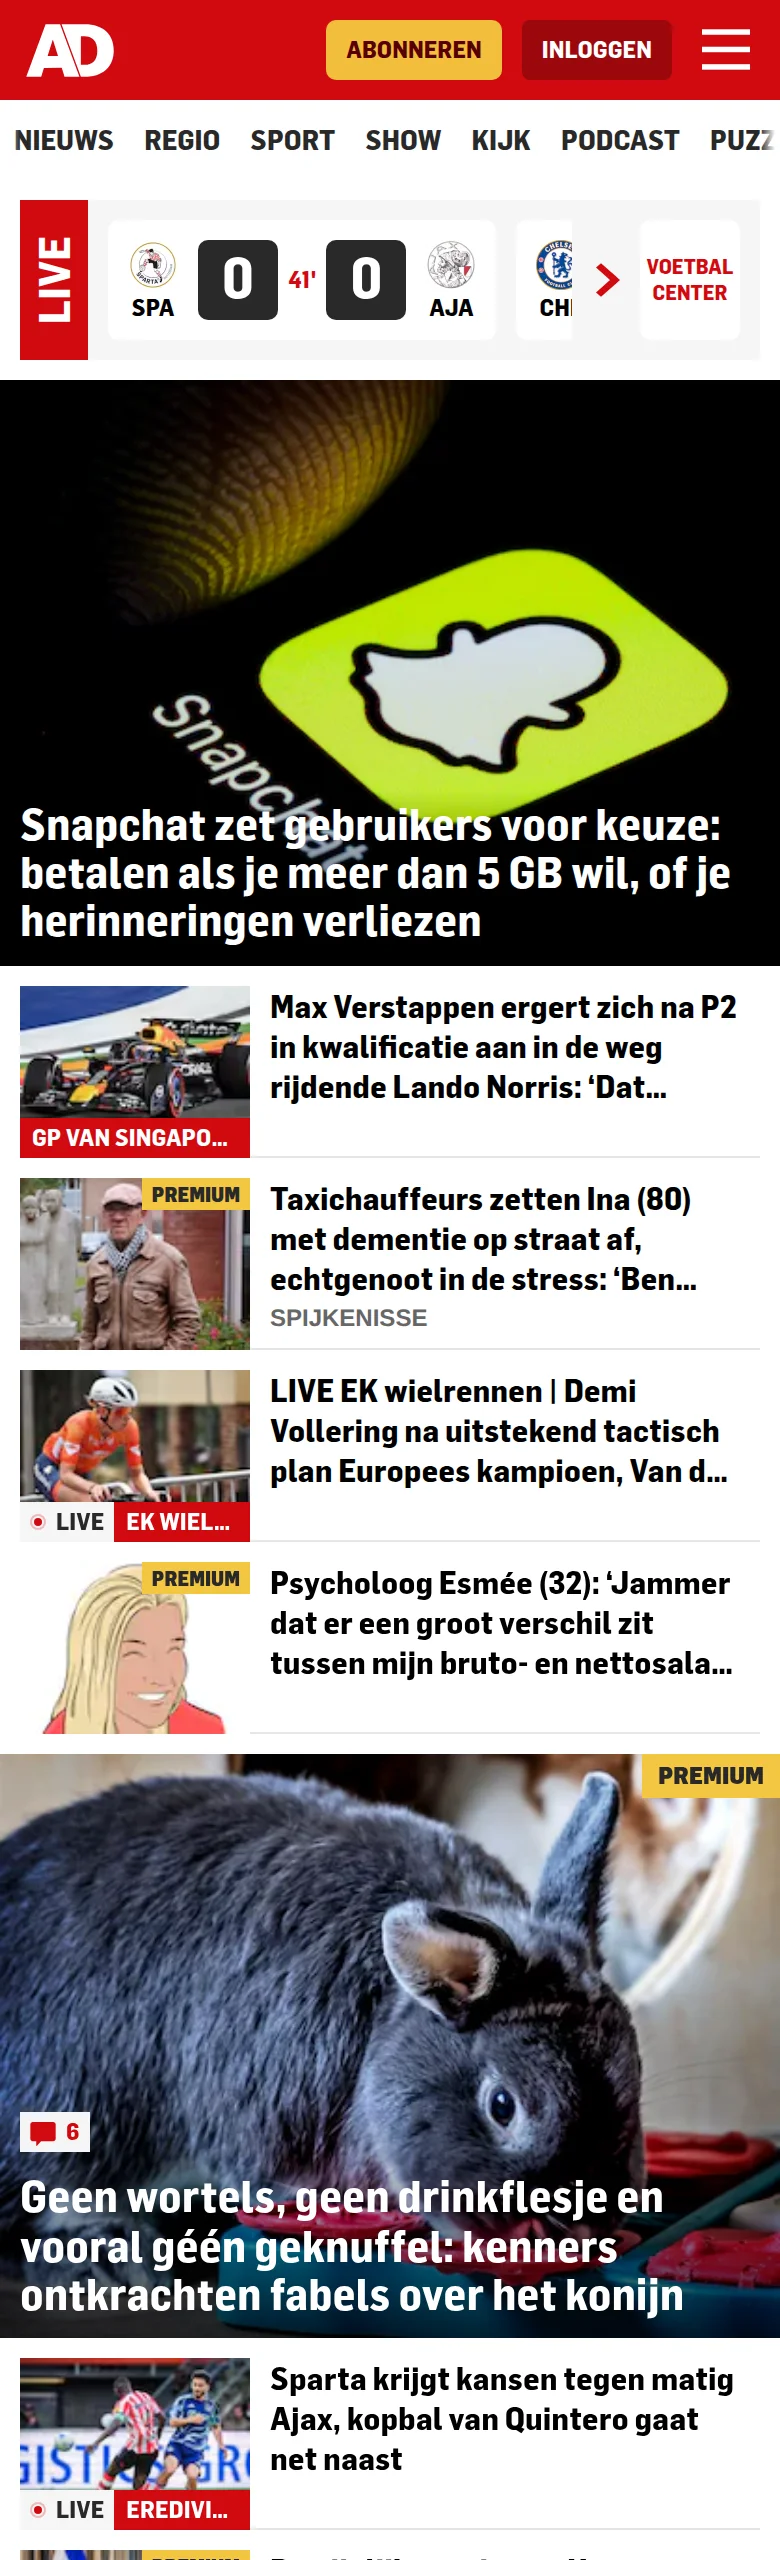 AD
ABONNEREN
INLOGGEN
NIEUWS REGIO SPORT SHOW KIJK PODCAST PUZZ
LIVE
SPA
0
41'
0
AJA
VOETBAL
CENTER
Snapchat
Snapchat zet gebruikers voor keuze:
betalen als je meer dan 5 GB wil, of je
herinneringen verliezen
GP VAN SINGAPO...
Max Verstappen ergert zich na P2
in kwalificatie aan in de weg
rijdende Lando Norris: ‘Dat...
PREMIUM
Taxichauffeurs zetten Ina (80)
met dementie op straat af,
echtgenoot in de stress: ‘Ben...
SPIJKENISSE
LIVE
EK WIEL...
LIVE EK wielrennen | Demi
Vollering na uitstekend tactisch
plan Europees kampioen, Van d...
PREMIUM
Psycholoog Esmée (32): ‘Jammer
dat er een groot verschil zit
tussen mijn bruto- en nettosala...
PREMIUM
6
Geen wortels, geen drinkflesje en
vooral géén geknuffel: kenners
ontkrachten fabels over het konijn
LIVE
EREDIVI...
Sparta krijgt kansen tegen matig
Ajax, kopbal van Quintero gaat
net naast